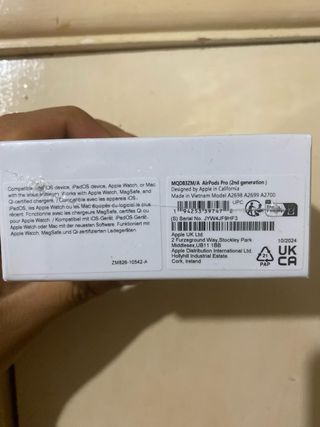 Compatible iOS device, iPadOS device, Apple Watch, or Mac
with the latest software. Works with Apple Watch, MagSafe, and
Qi-certified chargers. / Compatible avec les appareils iOS,
iPadOS, les Apple Watch ou les Mac équipés du logiciel le plus
récent. Fonctionne avec les chargeurs MagSafe, certifiés Qi ou
pour Apple Watch. / Kompatibel mit iOS-Gerät, iPadOS-Gerät,
Apple Watch oder Mac mit der neuesten Software. Funktioniert mit
Apple Watch, MagSafe und Qi-zertifizierten Ladegeräten.
ZM826-10542-A
MQD83ZM/A AirPods Pro (2nd generation)
Designed by Apple in California
Made in Vietnam Model A2698 A2699 A2700
UPC
1 94253 39747 2
(S) Serial No.
Apple UK Ltd.
2 Furzeground Way, Stockley Park
Middlesex, UB11 1BB
Apple Distribution International Ltd.
Hollyhill Industrial Estate
Cork, Ireland
10/2024
21
PAP
UK
CA